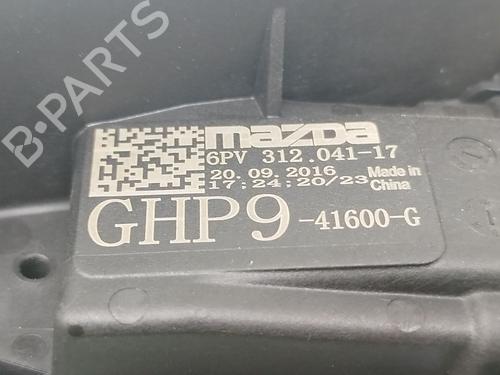 mazda
6PV 312.041-17
20.09.2016
17:24:20/23
Made in
China
GHP9 -41600-G
B-PARTS